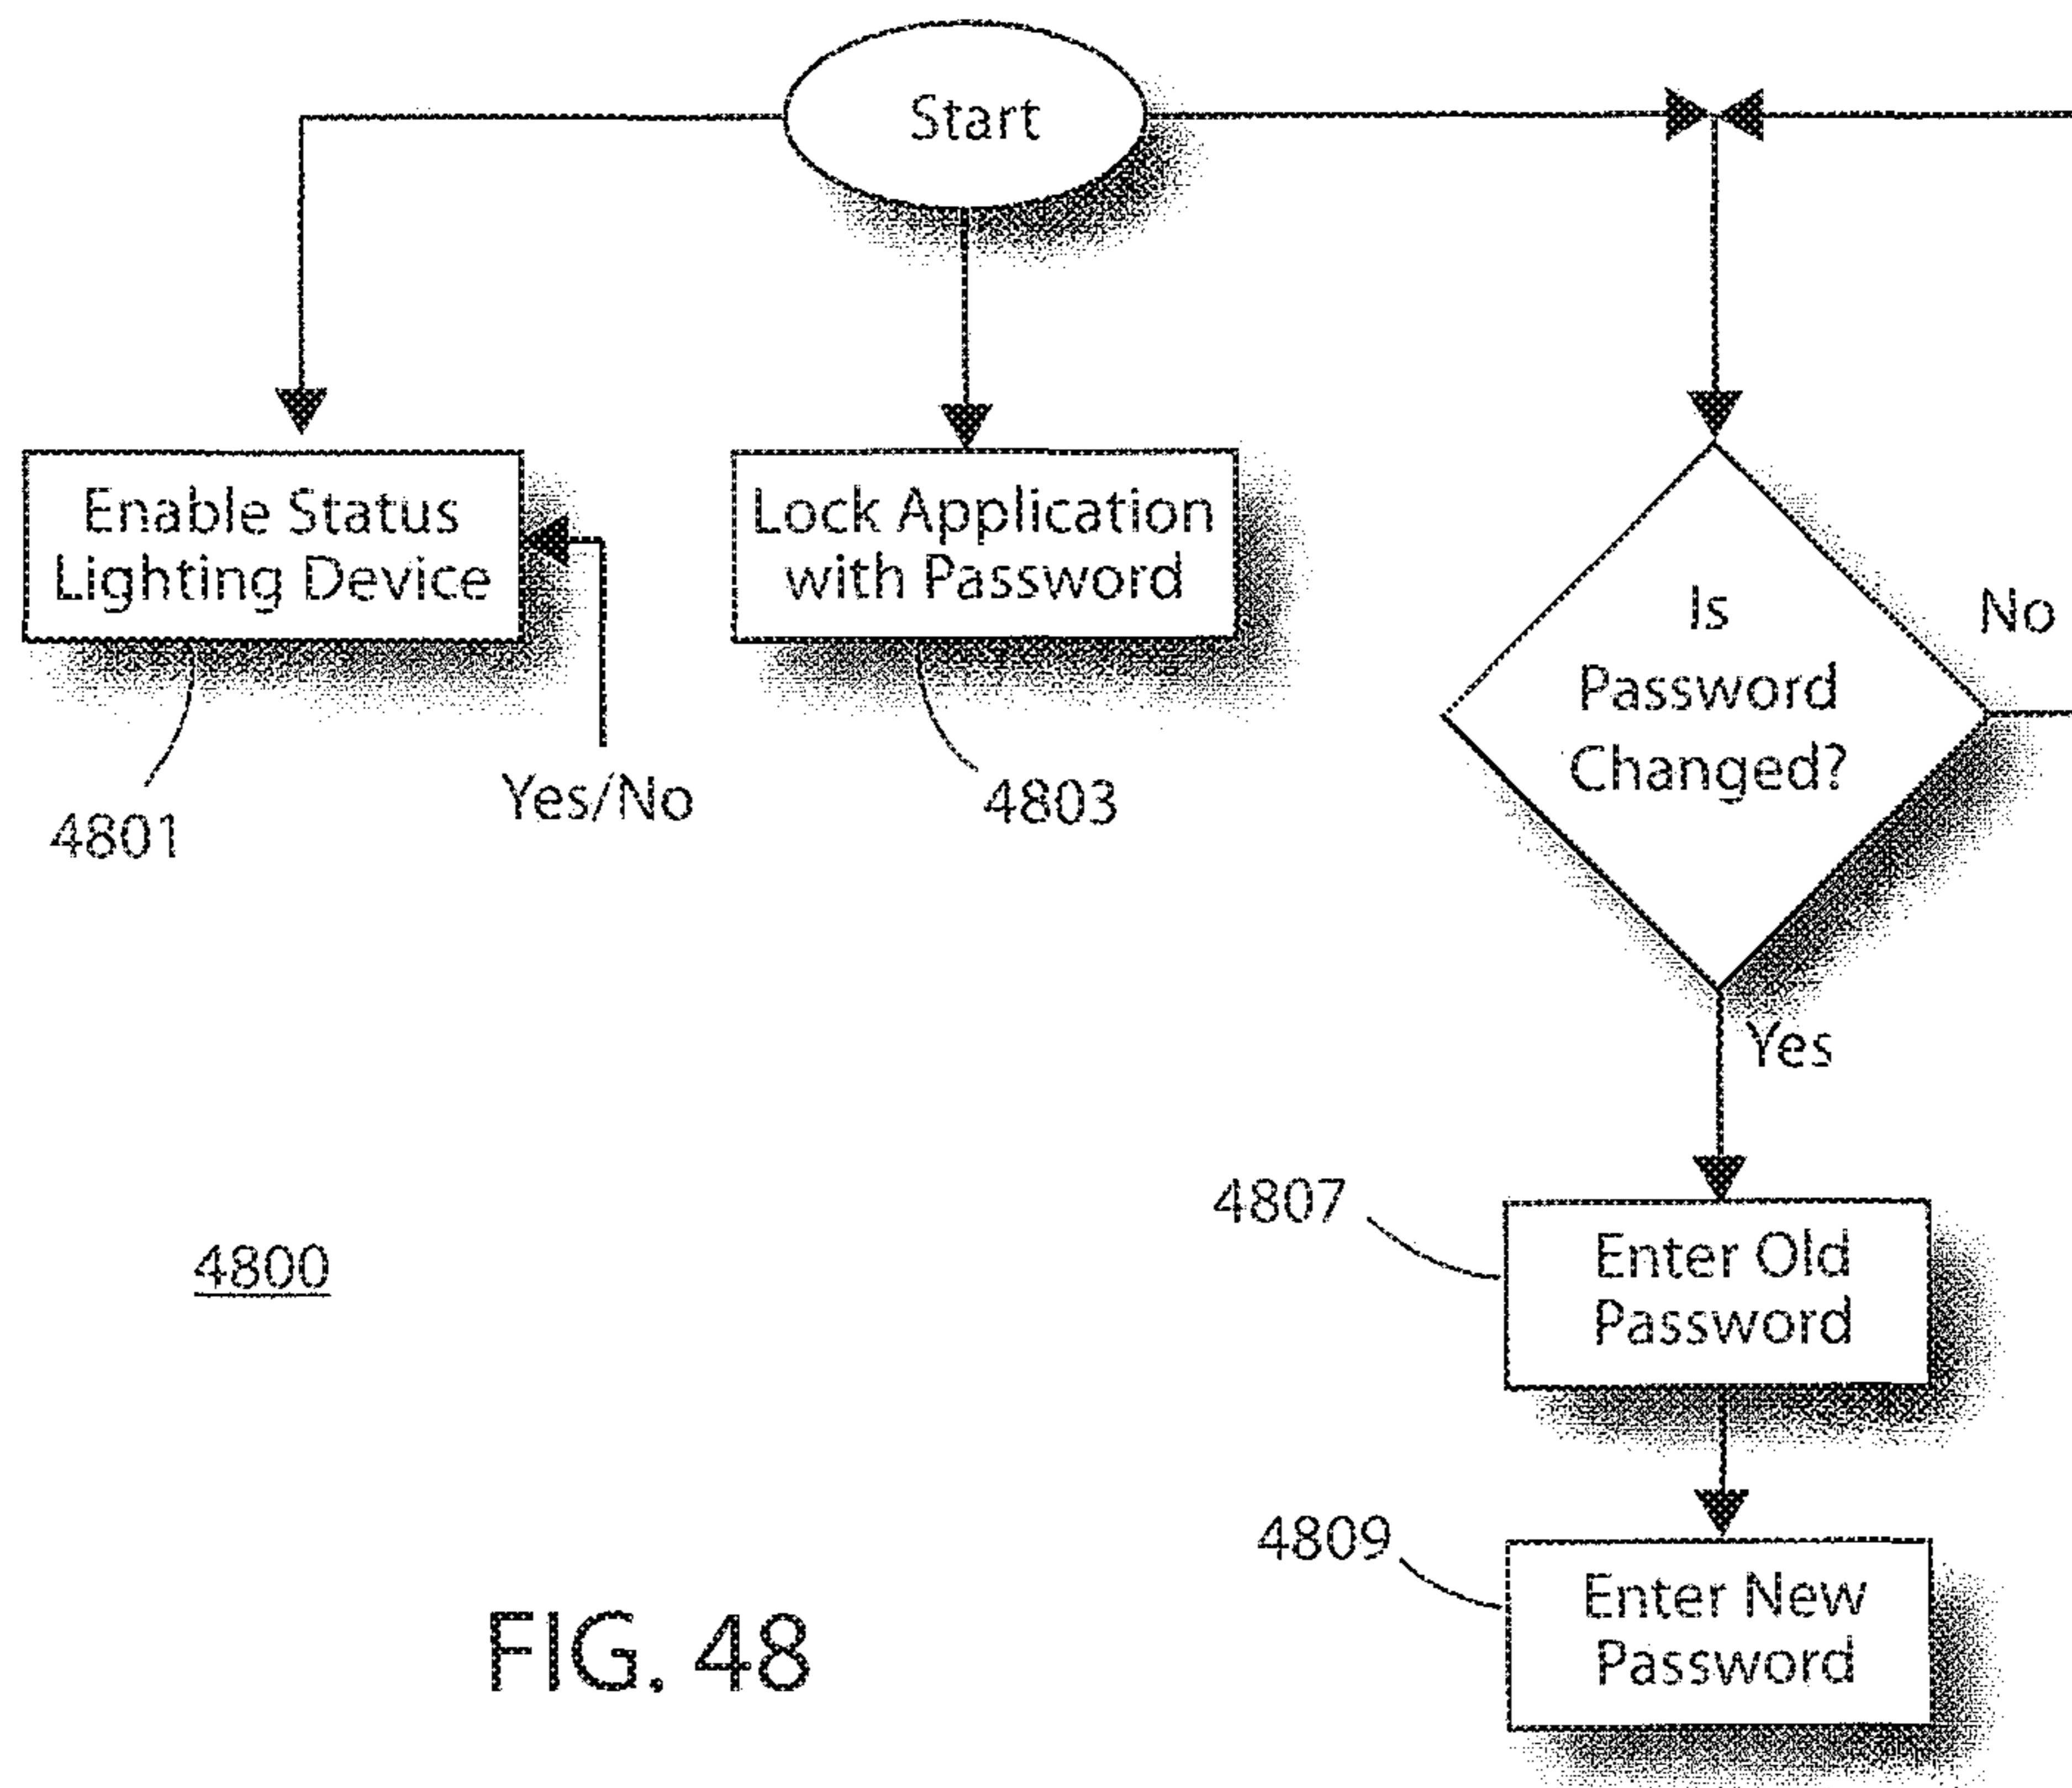 Start
Enable Status
Lighting Device
Lock Application
with Password
Is
Password
Changed?
No
Yes/No
4801
4803
Yes
4807
Enter Old
Password
4800
4809
Enter New
Password
FIG. 48